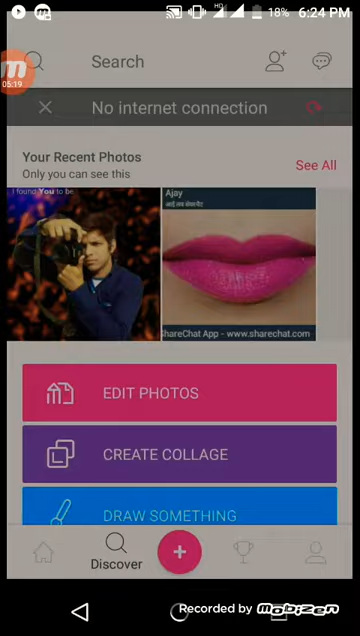 HD
18% 6:24 PM
Search
05:19
No internet connection
Your Recent Photos
Only you can see this
See All
I found You to be
Ajay
ShareChat App - www.sharechat.com
EDIT PHOTOS
CREATE COLLAGE
DRAW SOMETHING
Discover
Recorded by mobizen